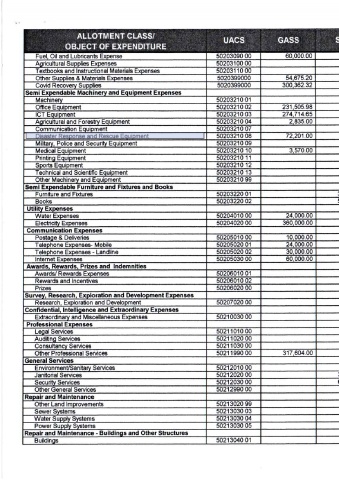 ALLOTMENT CLASS/ OBJECT OF EXPENDITURE UACS GASS
Fuel, Oil and Lubricants Expense 50203090 00 60,000.00
Agricultural Supplies Expenses 50203100 00
Textbooks and Instructional Materials Expenses 50203110 00
Other Supplies & Materials Expenses 50203990 00 54,675.20
Covid Recovery Supplies 50203990 00 300,362.32
Semi Expendable Machinery and Equipment Expenses
Machinery 50203210 01
Office Equipment 50203210 02 231,505.98
ICT Equipment 50203210 03 274,714.65
Agricultural and Forestry Equipment 50203210 04 2,835.00
Communication Equipment 50203210 07
Disaster Response and Rescue Equipment 50203210 08 72,201.00
Military, Police and Security Equipment 50203210 09
Medical Equipment 50203210 10 3,570.00
Printing Equipment 50203210 11
Sports Equipment 50203210 12
Technical and Scientific Equipment 50203210 13
Other Machinery and Equipment 50203210 99
Semi Expendable Furniture and Fixtures and Books
Furniture and Fixtures 50203220 01
Books 50203220 02
Utility Expenses
Water Expenses 50204010 00 24,000.00
Electricity Expenses 50204020 00 360,000.00
Communication Expenses
Postage & Deliveries 50205010 00 10,000.00
Telephone Expenses- Mobile 50205020 01 24,000.00
Telephone Expenses - Landline 50205020 02 30,000.00
Internet Expenses 50205030 00 60,000.00
Awards, Rewards, Prizes and Indemnities
Awards/ Rewards Expenses 50206010 01
Rewards and Incentives 50206010 02
Prizes 50206020 00
Survey, Research, Exploration and Development Expenses
Research, Exploration and Development 50207020 00
Confidential, Intelligence and Extraordinary Expenses
Extraordinary and Miscellaneous Expenses 50210030 00
Professional Expenses
Legal Services 50211010 00
Auditing Services 50211020 00
Consultancy Services 50211030 00
Other Professional Services 50211990 00 317,604.00
General Services
Environment/Sanitary Services 50212010 00
Janitorial Services 50212020 00
Security Services 50212030 00
Other General Services 50212990 00
Repair and Maintenance
Other Land improvements 50213020 99
Sewer Systems 50213030 03
Water Supply Systems 50213030 04
Power Supply Systems 50213030 05
Repair and Maintenance - Buildings and Other Structures
Buildings 50213040 01